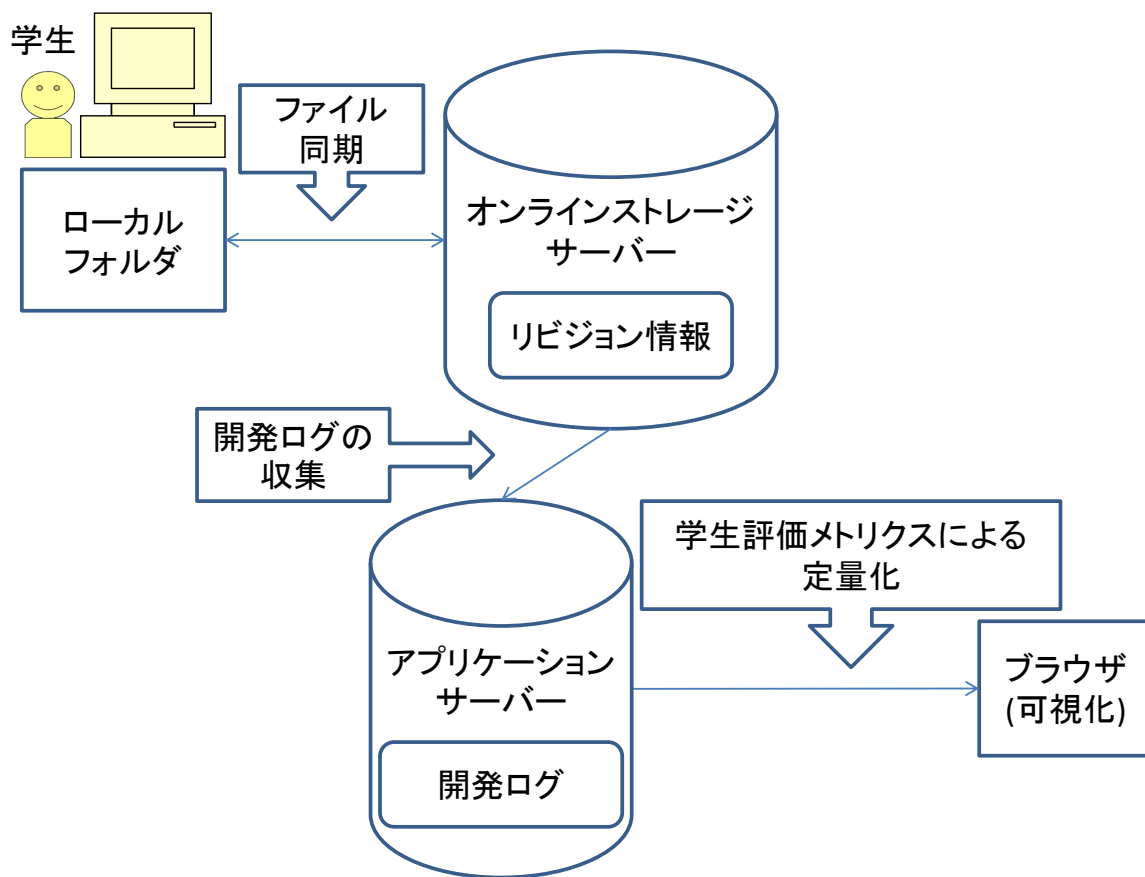 学生
ファイル
同期
ローカル
フォルダ
オンラインストレージ
サーバー
リビジョン情報
開発ログの
収集
学生評価メトリクスによる
定量化
アプリケーション
サーバー
開発ログ
ブラウザ
(可視化)